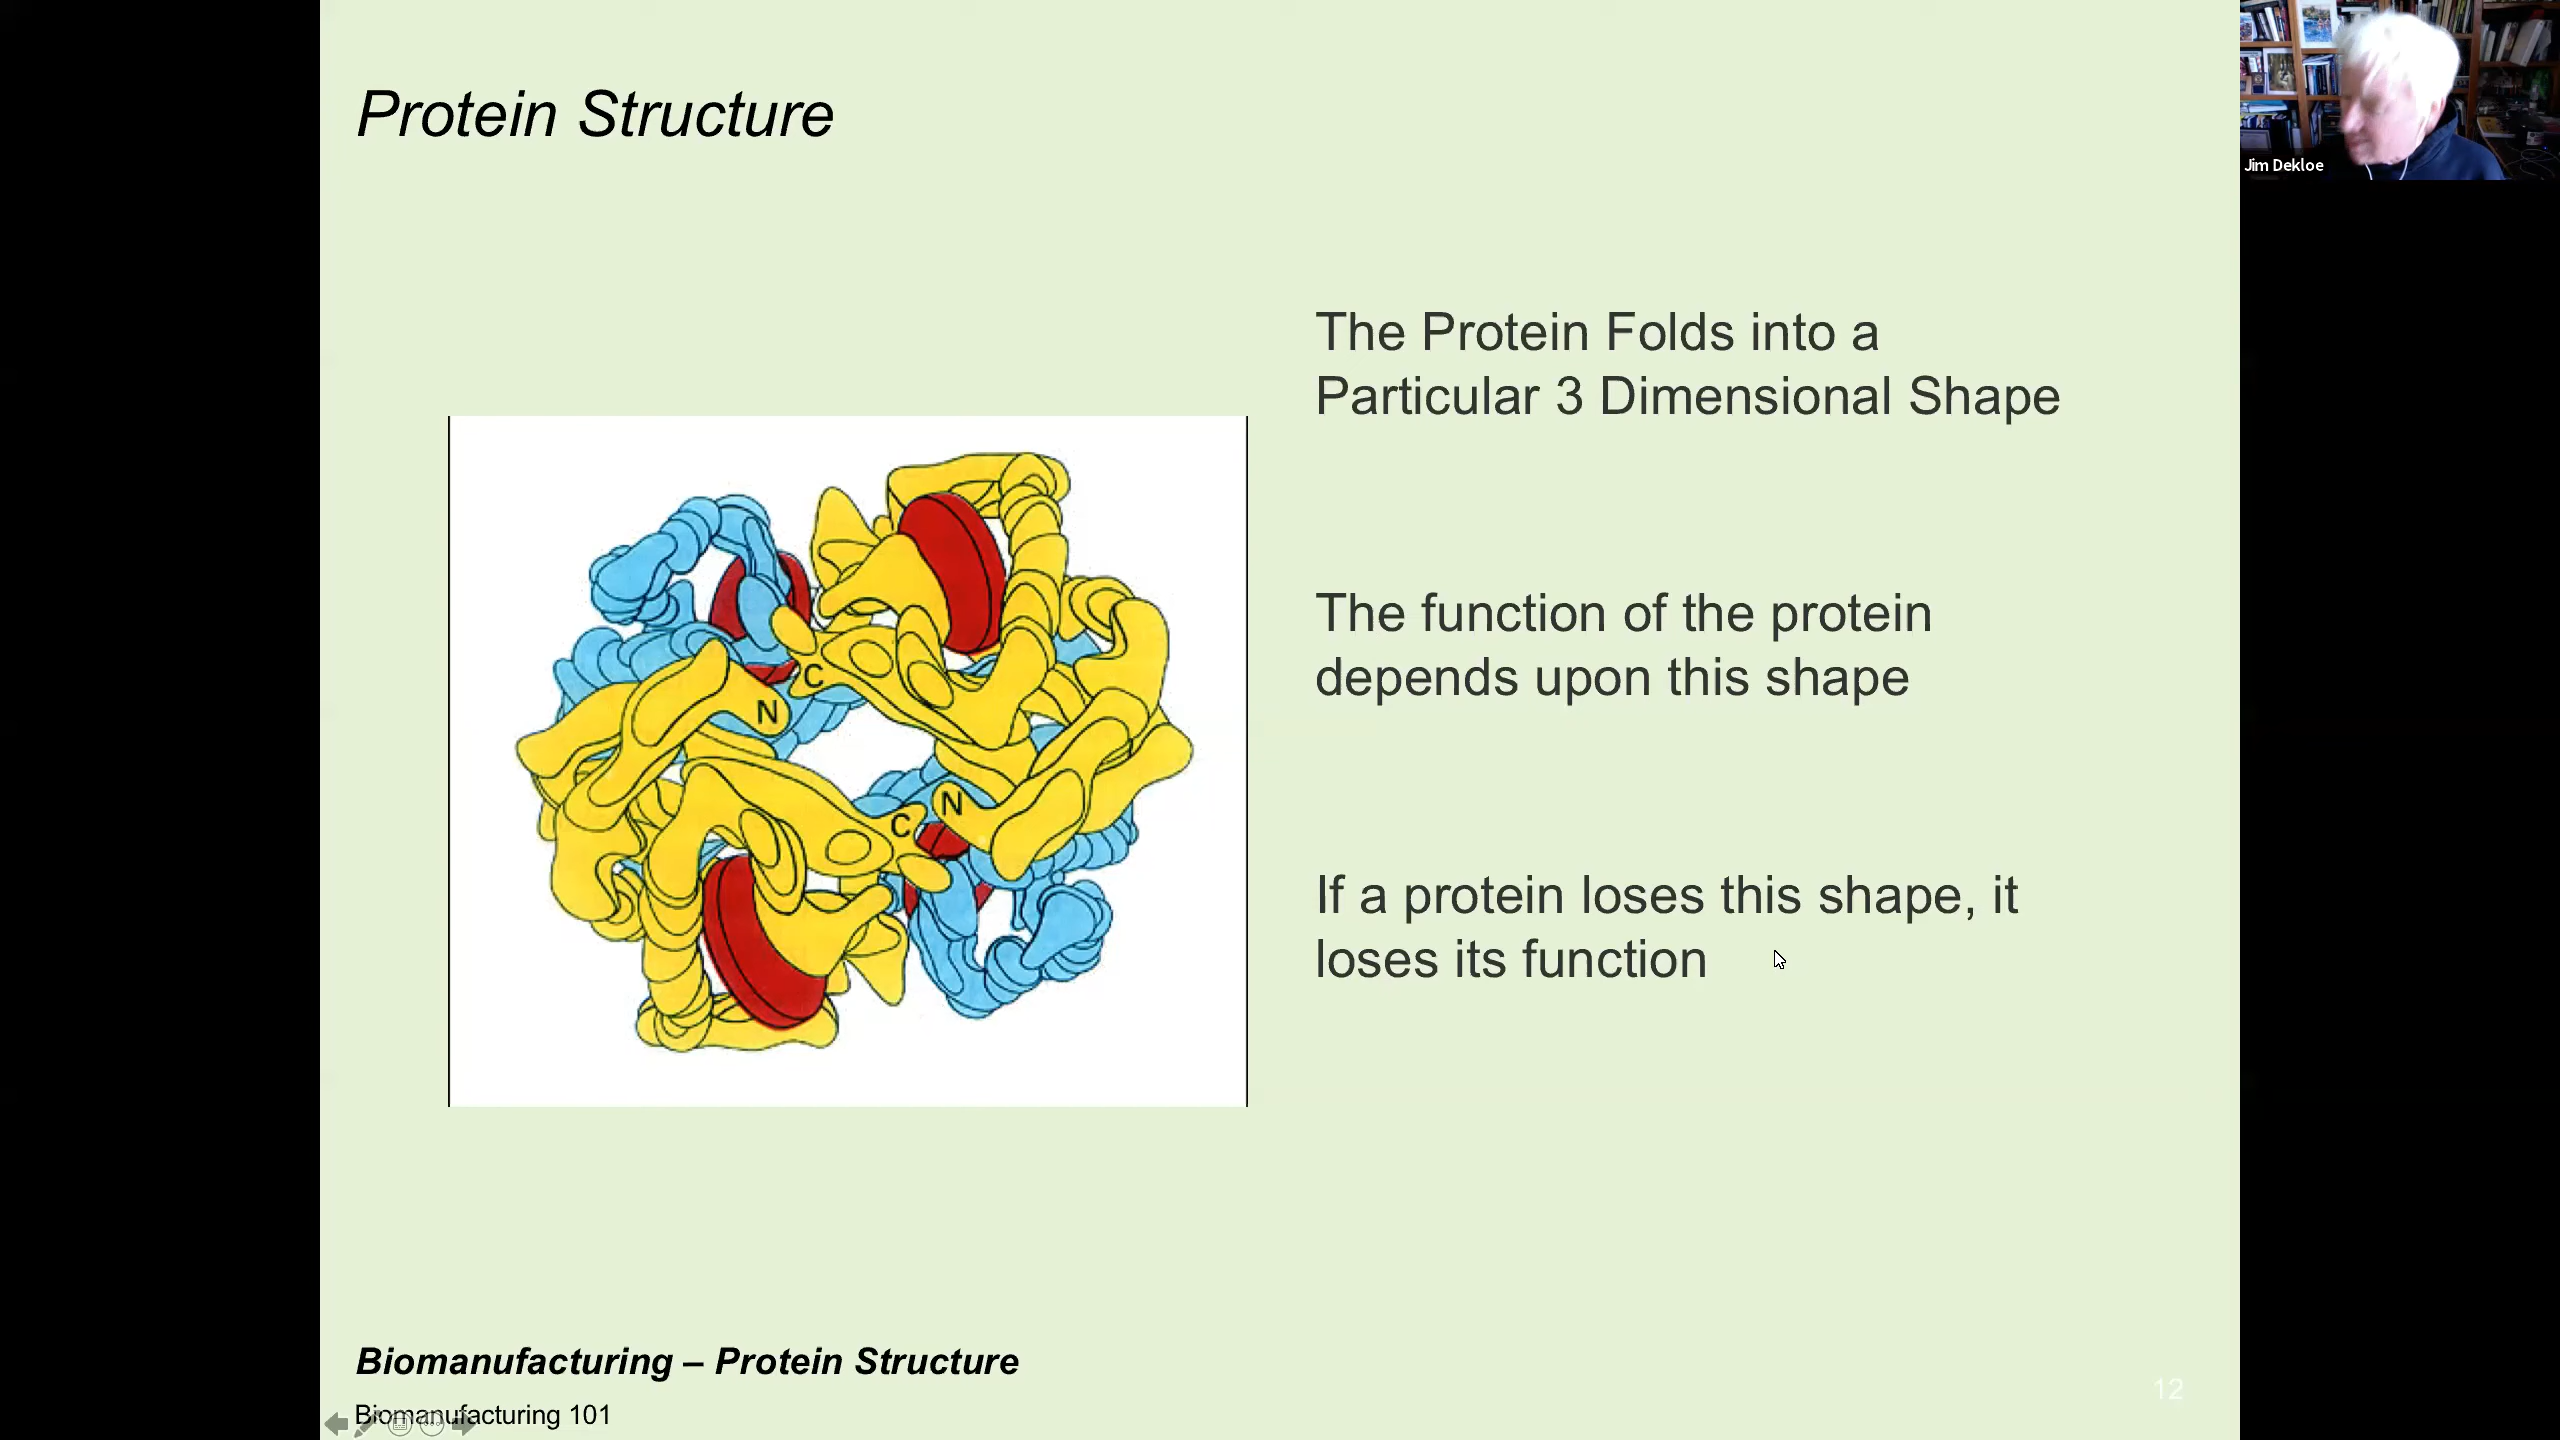 Protein Structure
Jim Dekloe
The Protein Folds into a
Particular 3 Dimensional Shape
The function of the protein
depends upon this shape
If a protein loses this shape, it
loses its function
C
N
N
C
Biomanufacturing – Protein Structure
12
Biomanufacturing 101